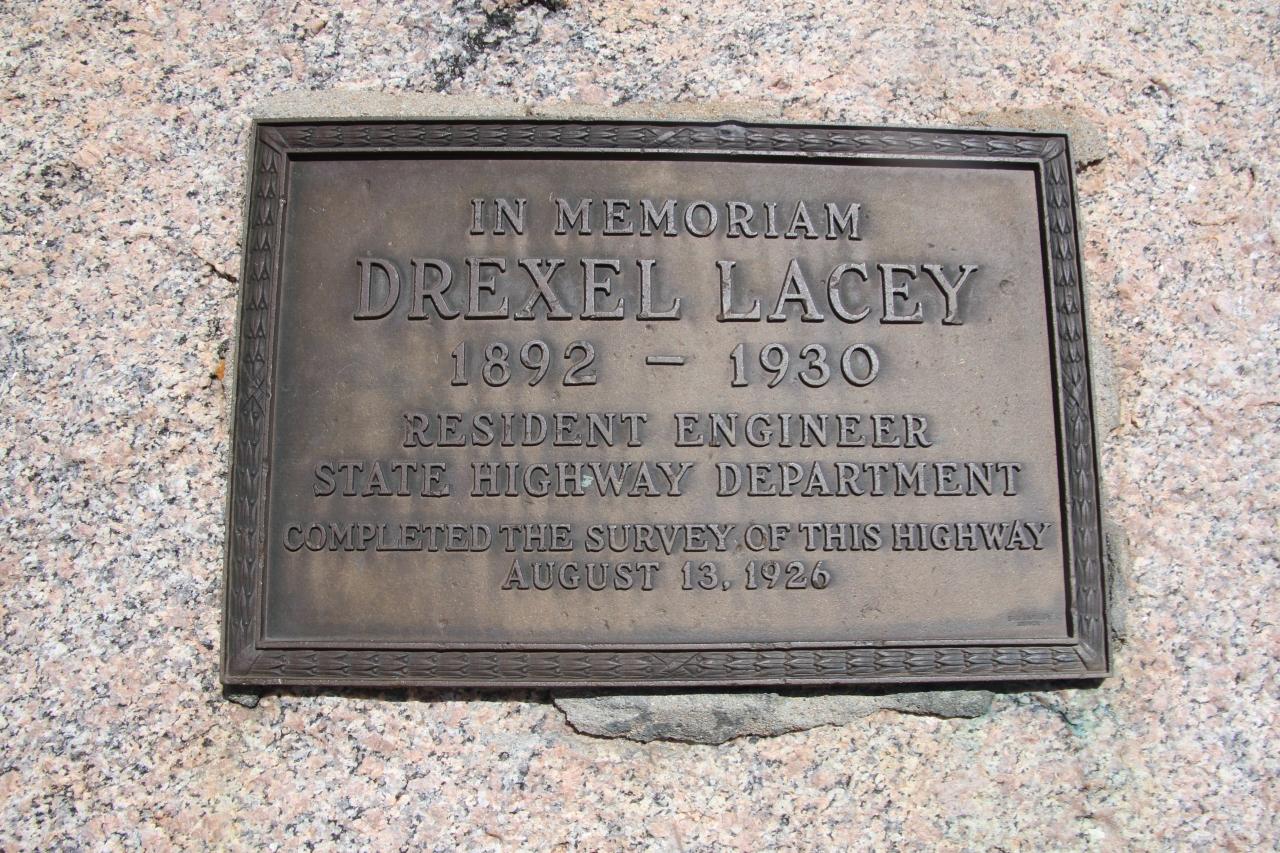 IN MEMORIAM
DREXEL LACEY
1892 – 1930
RESIDENT ENGINEER
STATE HIGHWAY DEPARTMENT
COMPLETED THE SURVEY OF THIS HIGHWAY
AUGUST 13, 1926